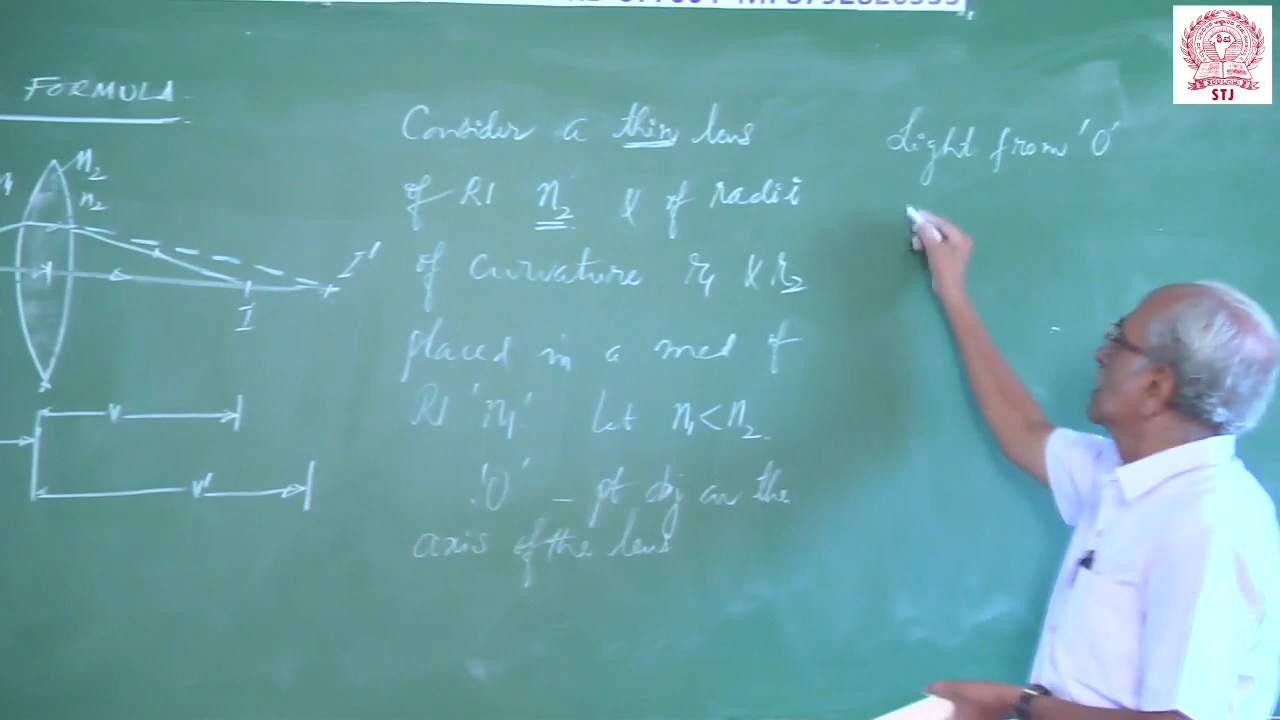 FORMULA
n₂
n₂
I'
I
v
v'
Consider a thin lens
of RI n₂ & of radii
of curvature r₁ & r₂
placed in a med of
RI 'n₁' Let n₁<n₂.
'O' – pt obj on the
axis of the lens
Light from 'O'
STJ